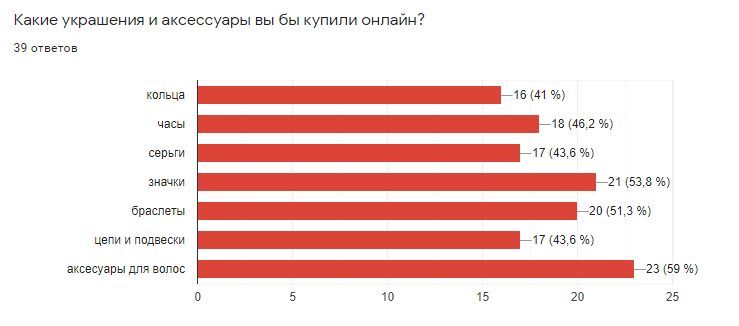 Какие украшения и аксессуары вы бы купили онлайн?
39 ответов
кольца 16 (41 %)
часы 18 (46,2 %)
серьги 17 (43,6 %)
значки 21 (53,8 %)
браслеты 20 (51,3 %)
цепи и подвески 17 (43,6 %)
аксесуары для волос 23 (59 %)
0 5 10 15 20 25